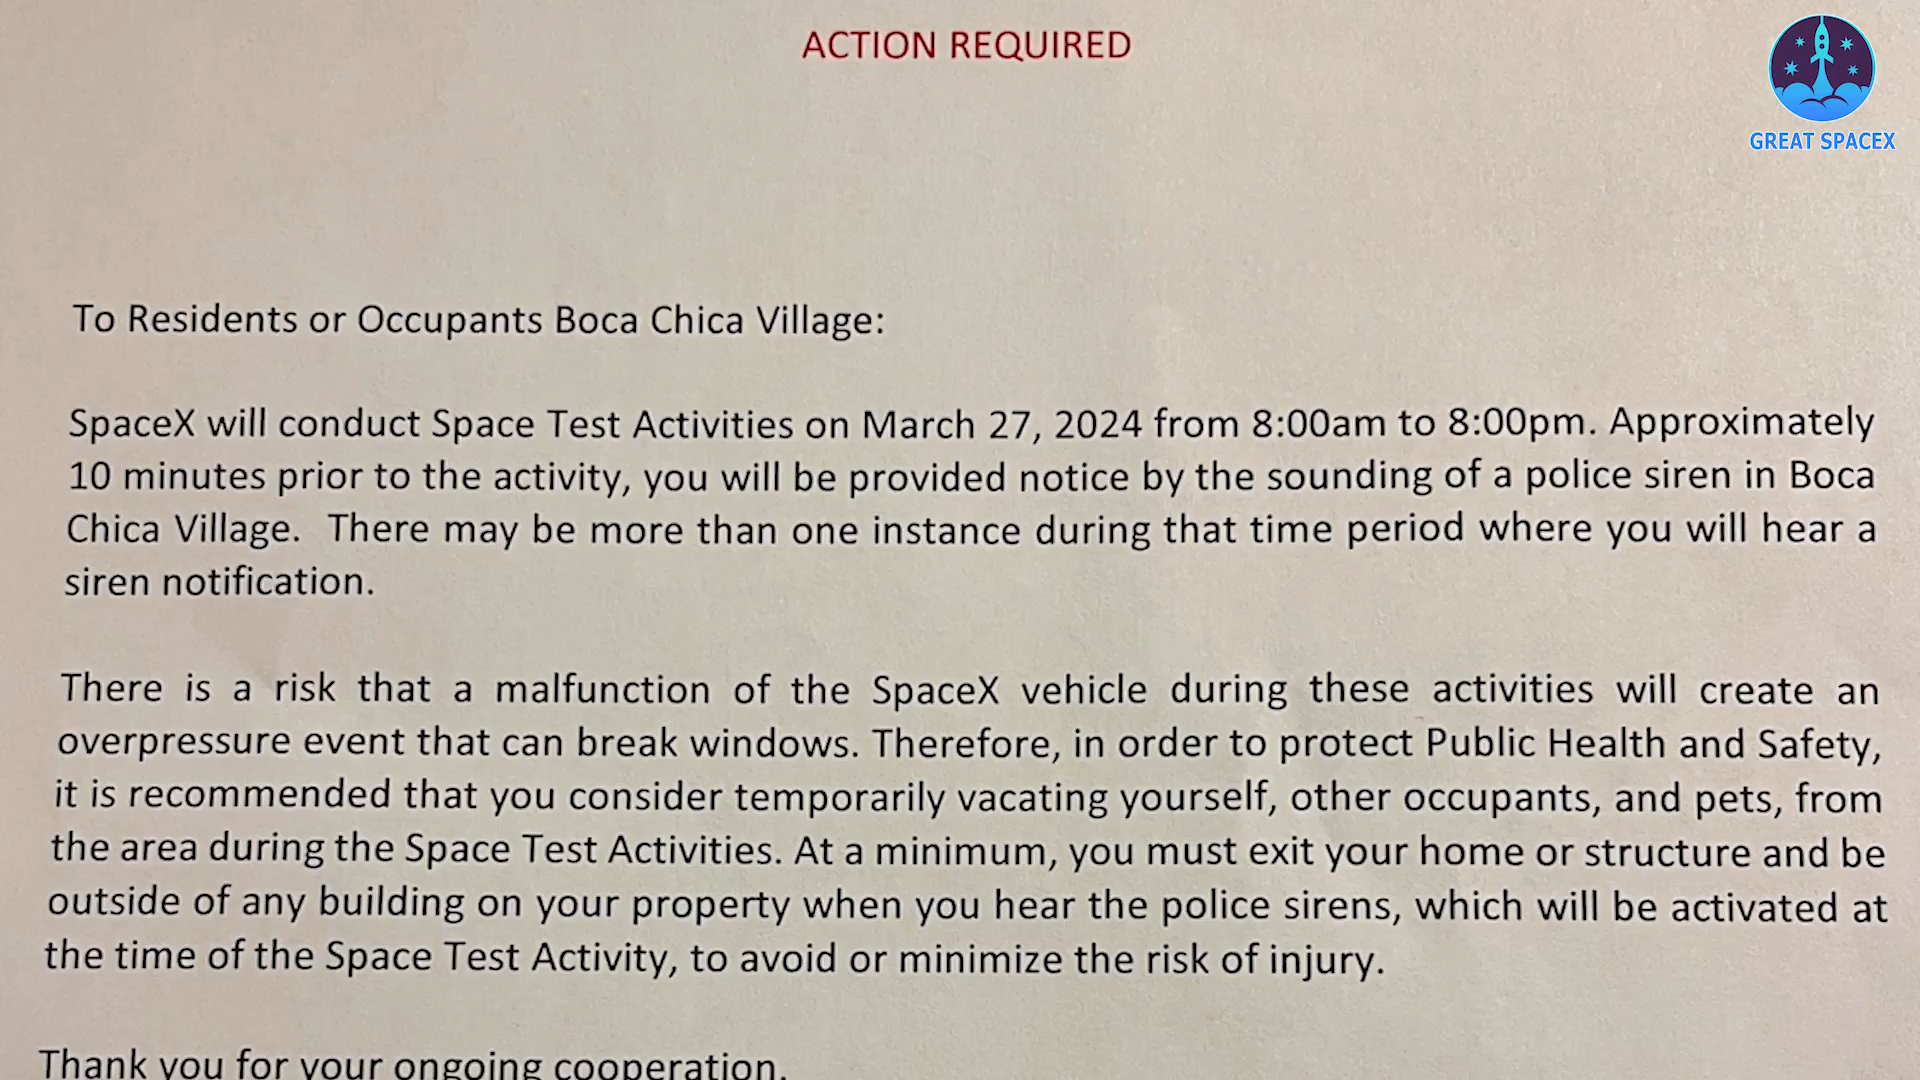 ACTION REQUIRED
GREAT SPACEX
To Residents or Occupants Boca Chica Village:
SpaceX will conduct Space Test Activities on March 27, 2024 from 8:00am to 8:00pm. Approximately
10 minutes prior to the activity, you will be provided notice by the sounding of a police siren in Boca
Chica Village.  There may be more than one instance during that time period where you will hear a
siren notification.
There is a risk that a malfunction of the SpaceX vehicle during these activities will create an
overpressure event that can break windows. Therefore, in order to protect Public Health and Safety,
it is recommended that you consider temporarily vacating yourself, other occupants, and pets, from
the area during the Space Test Activities. At a minimum, you must exit your home or structure and be
outside of any building on your property when you hear the police sirens, which will be activated at
the time of the Space Test Activity, to avoid or minimize the risk of injury.
Thank you for your ongoing cooperation.